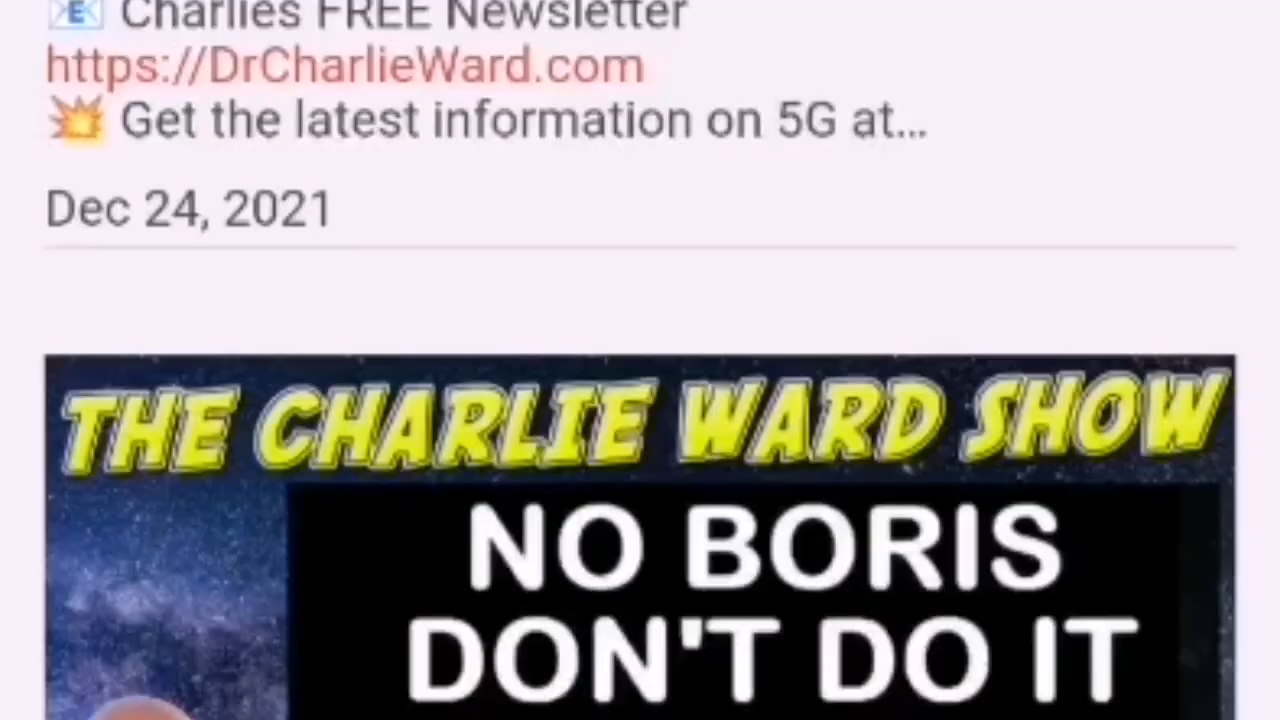 📧 Charlies FREE Newsletter
https://DrCharlieWard.com
💥 Get the latest information on 5G at...
Dec 24, 2021
THE CHARLIE WARD SHOW
NO BORIS
DON'T DO IT